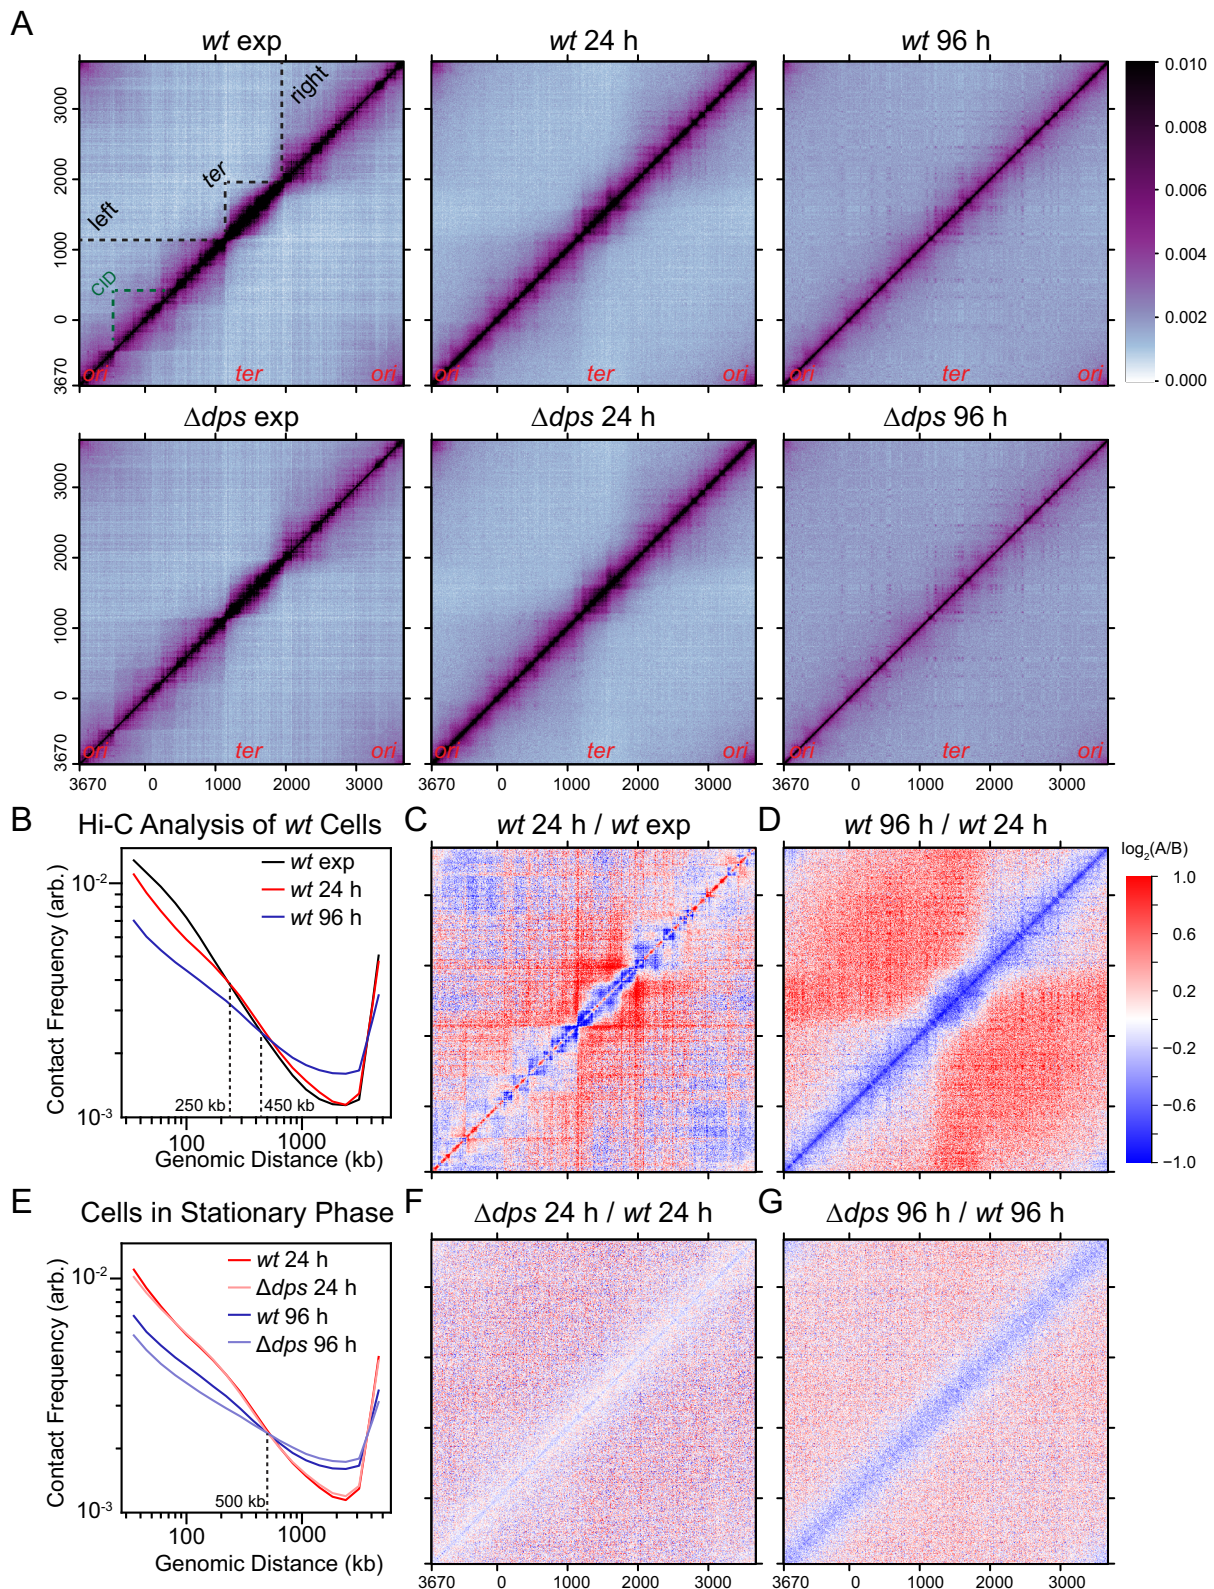 A
wt exp
wt 24 h
wt 96 h
3000
2000
1000
0
3670
right
ter
left
CID
ori ter ori
ori ter ori
ori ter ori
0.010
0.008
0.006
0.004
0.002
0.000
Δdps exp
Δdps 24 h
Δdps 96 h
3000
2000
1000
0
3670
ori ter ori
ori ter ori
ori ter ori
3670 0 1000 2000 3000
3670 0 1000 2000 3000
3670 0 1000 2000 3000
B Hi-C Analysis of wt Cells
Contact Frequency (arb.)
10-2
10-3
wt exp
wt 24 h
wt 96 h
250 kb
450 kb
100 1000
Genomic Distance (kb)
C wt 24 h / wt exp
D wt 96 h / wt 24 h
log2(A/B)
1.0
0.6
0.2
−0.2
−0.6
−1.0
E Cells in Stationary Phase
Contact Frequency (arb.)
10-2
10-3
wt 24 h
Δdps 24 h
wt 96 h
Δdps 96 h
500 kb
100 1000
Genomic Distance (kb)
F Δdps 24 h / wt 24 h
3670 0 1000 2000 3000
G Δdps 96 h / wt 96 h
3670 0 1000 2000 3000